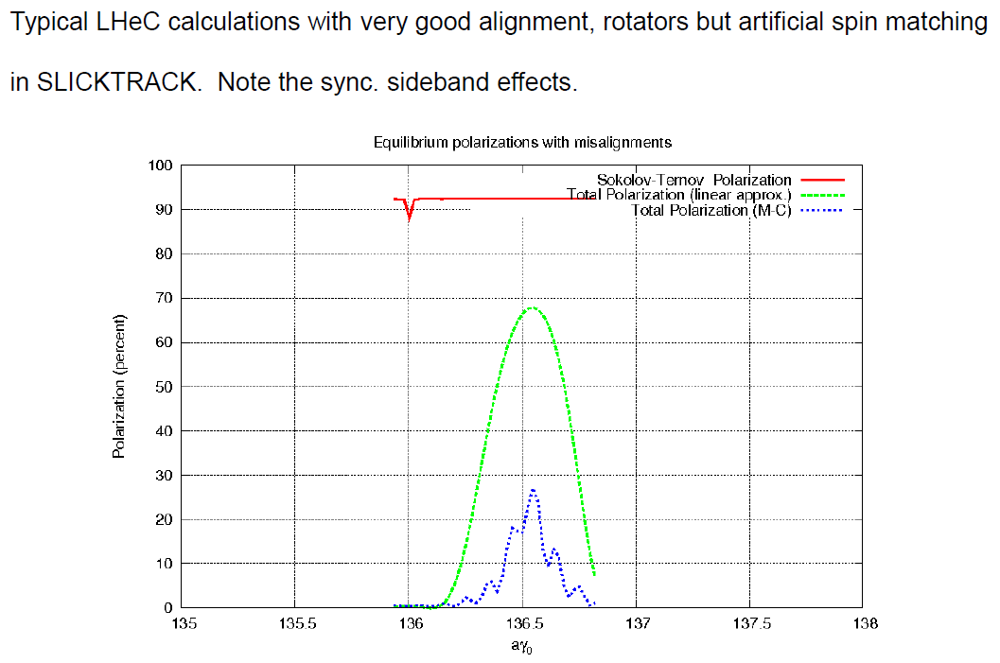 Typical LHeC calculations with very good alignment, rotators but artificial spin matching
in SLICKTRACK.  Note the sync. sideband effects.
Equilibrium polarizations with misalignments
Sokolov-Ternov Polarization
Total Polarization (linear approx.)
Total Polarization (M-C)
100
90
80
70
60
50
40
30
20
10
0
Polarization (percent)
135 135.5 136 136.5 137 137.5 138
aγ₀